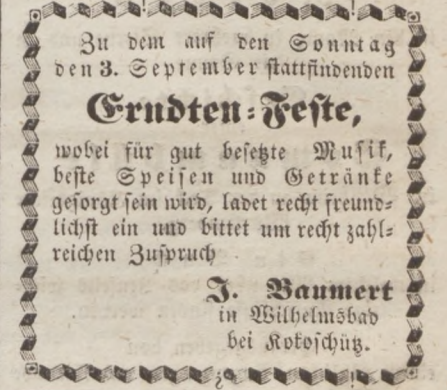 Zu dem auf den Sonntag
den 3. September stattfindenden
Erndten-Feste,
wobei für gut besetzte Musik,
beste Speisen und Getränke
gesorgt sein wird, ladet recht freund-
lichst ein und bittet um recht zahl-
reichen Zuspruch
J. Baumert
in Wilhelmsbad
bei Kokoschütz.